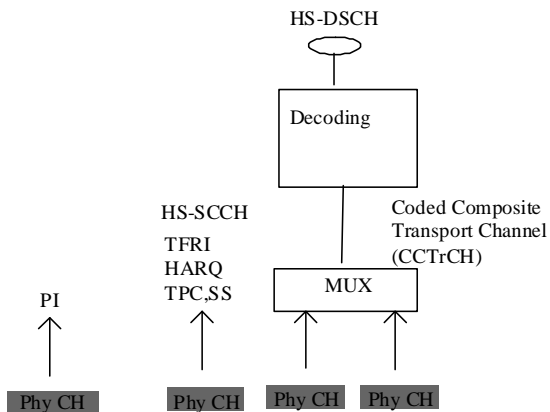 HS-DSCH
Decoding
HS-SCCH
TFRI
HARQ
TPC,SS
Coded Composite
Transport Channel
(CCTrCH)
MUX
PI
Phy CH
Phy CH
Phy CH
Phy CH